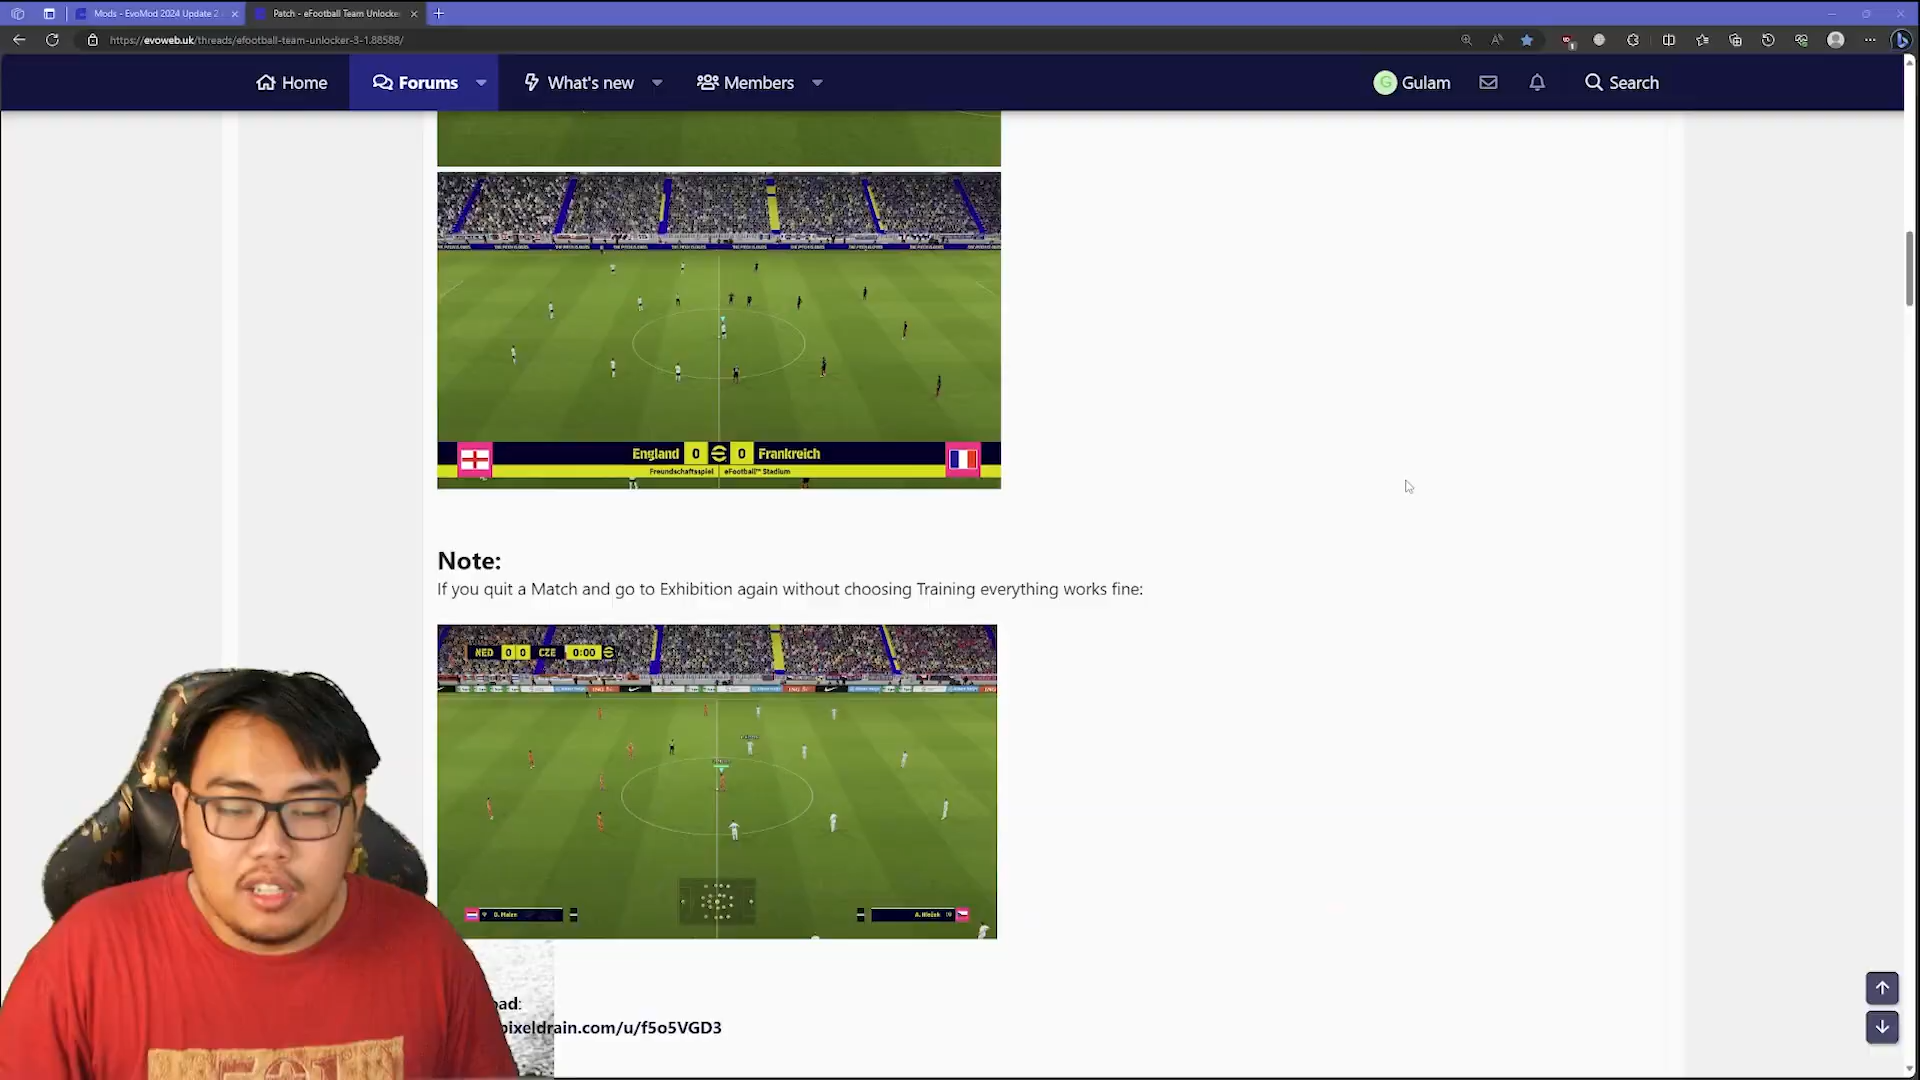 Mods - EvoMod 2024 Update 2
Patch - eFootball Team Unlocker
https://evoweb.uk/threads/efootball-team-unlocker-3-1.88588/
Home
Forums
What's new
Members
G
Gulam
Search
England 0 0 Frankreich
Freundschaftsspiel eFootball™ Stadium
Note:
If you quit a Match and go to Exhibition again without choosing Training everything works fine:
NED 0 0 CZE 0:00
D. Malen
A. Hložek
oad:
pixeldrain.com/u/f5o5VGD3